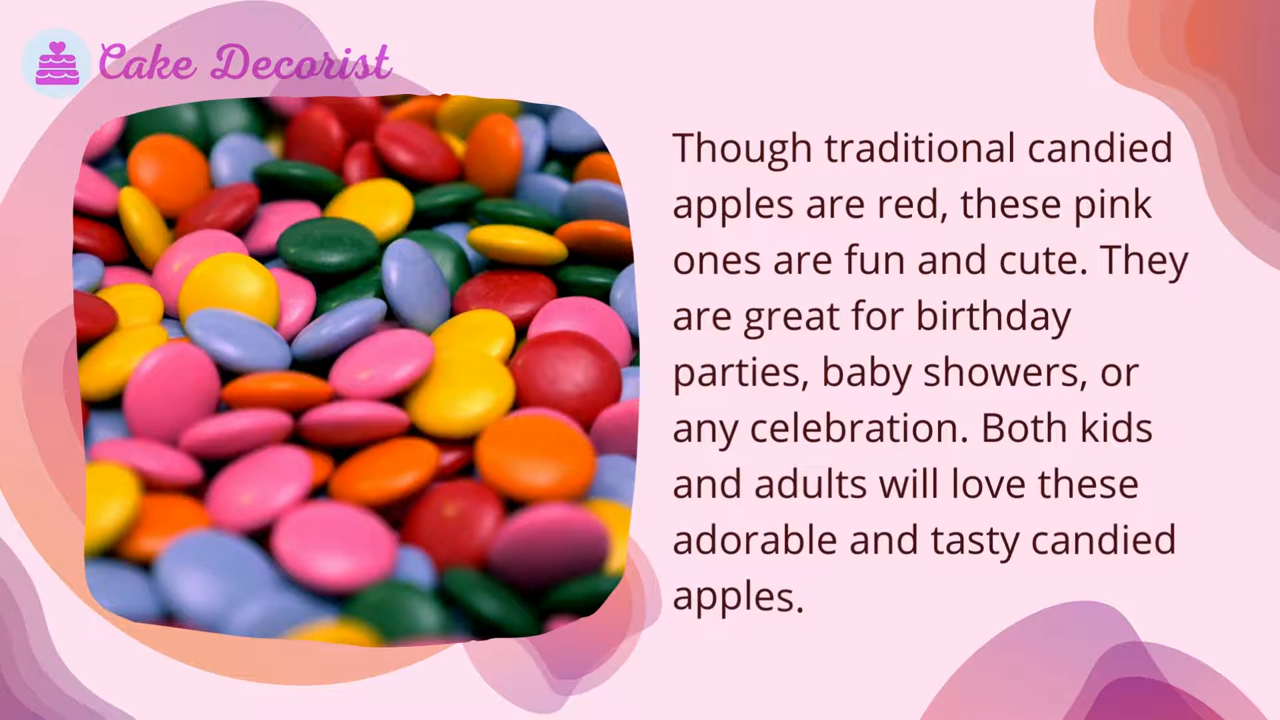 Cake Decorist
Though traditional candied
apples are red, these pink
ones are fun and cute. They
are great for birthday
parties, baby showers, or
any celebration. Both kids
and adults will love these
adorable and tasty candied
apples.